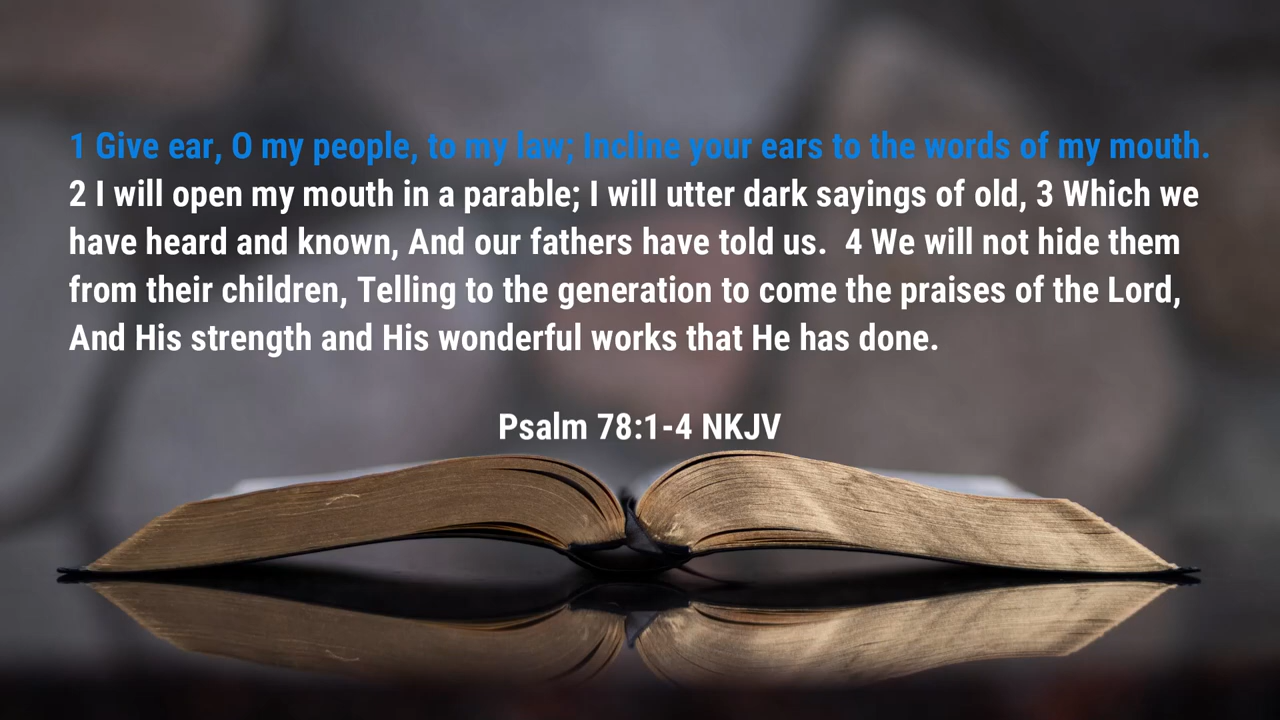 1 Give ear, O my people, to my law; Incline your ears to the words of my mouth.
2 I will open my mouth in a parable; I will utter dark sayings of old, 3 Which we
have heard and known, And our fathers have told us.  4 We will not hide them
from their children, Telling to the generation to come the praises of the Lord,
And His strength and His wonderful works that He has done.
Psalm 78:1-4 NKJV